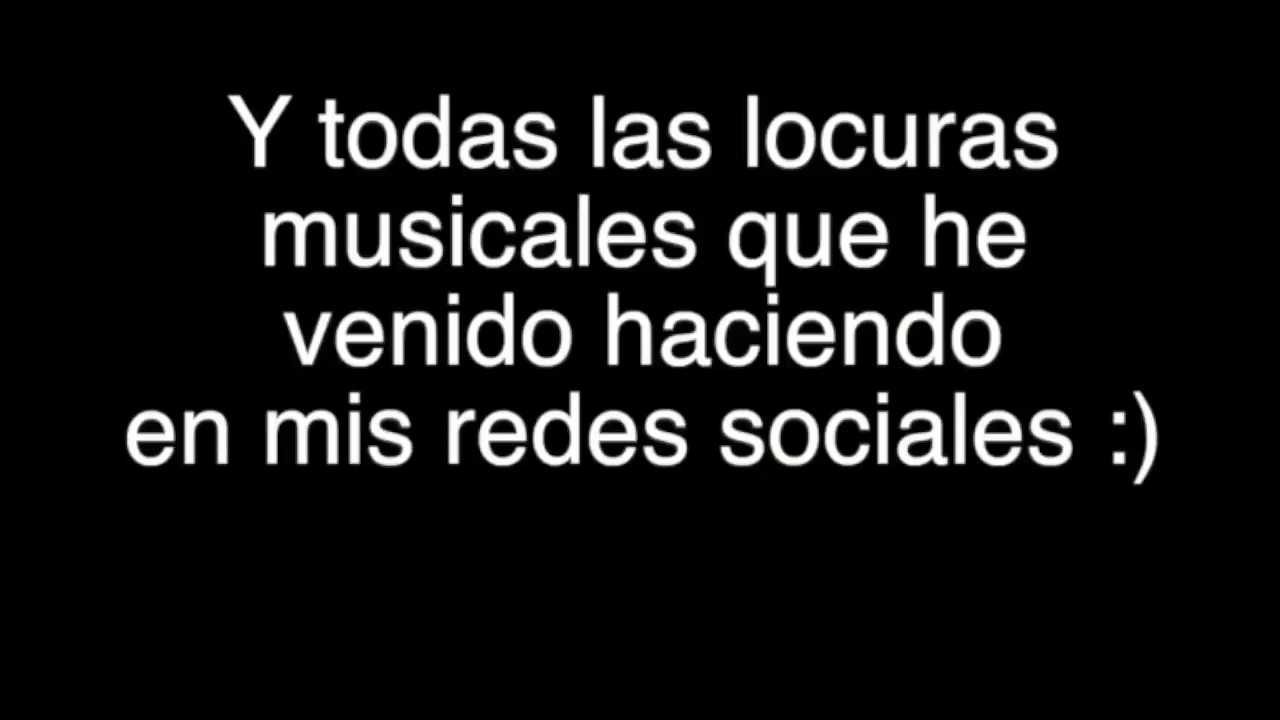 Y todas las locuras
musicales que he
venido haciendo
en mis redes sociales :)